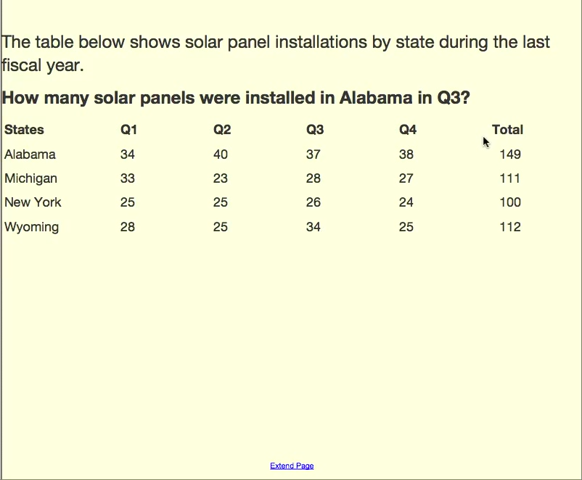 The table below shows solar panel installations by state during the last
fiscal year.
How many solar panels were installed in Alabama in Q3?
States Q1 Q2 Q3 Q4 Total
Alabama 34 40 37 38 149
Michigan 33 23 28 27 111
New York 25 25 26 24 100
Wyoming 28 25 34 25 112
Extend Page